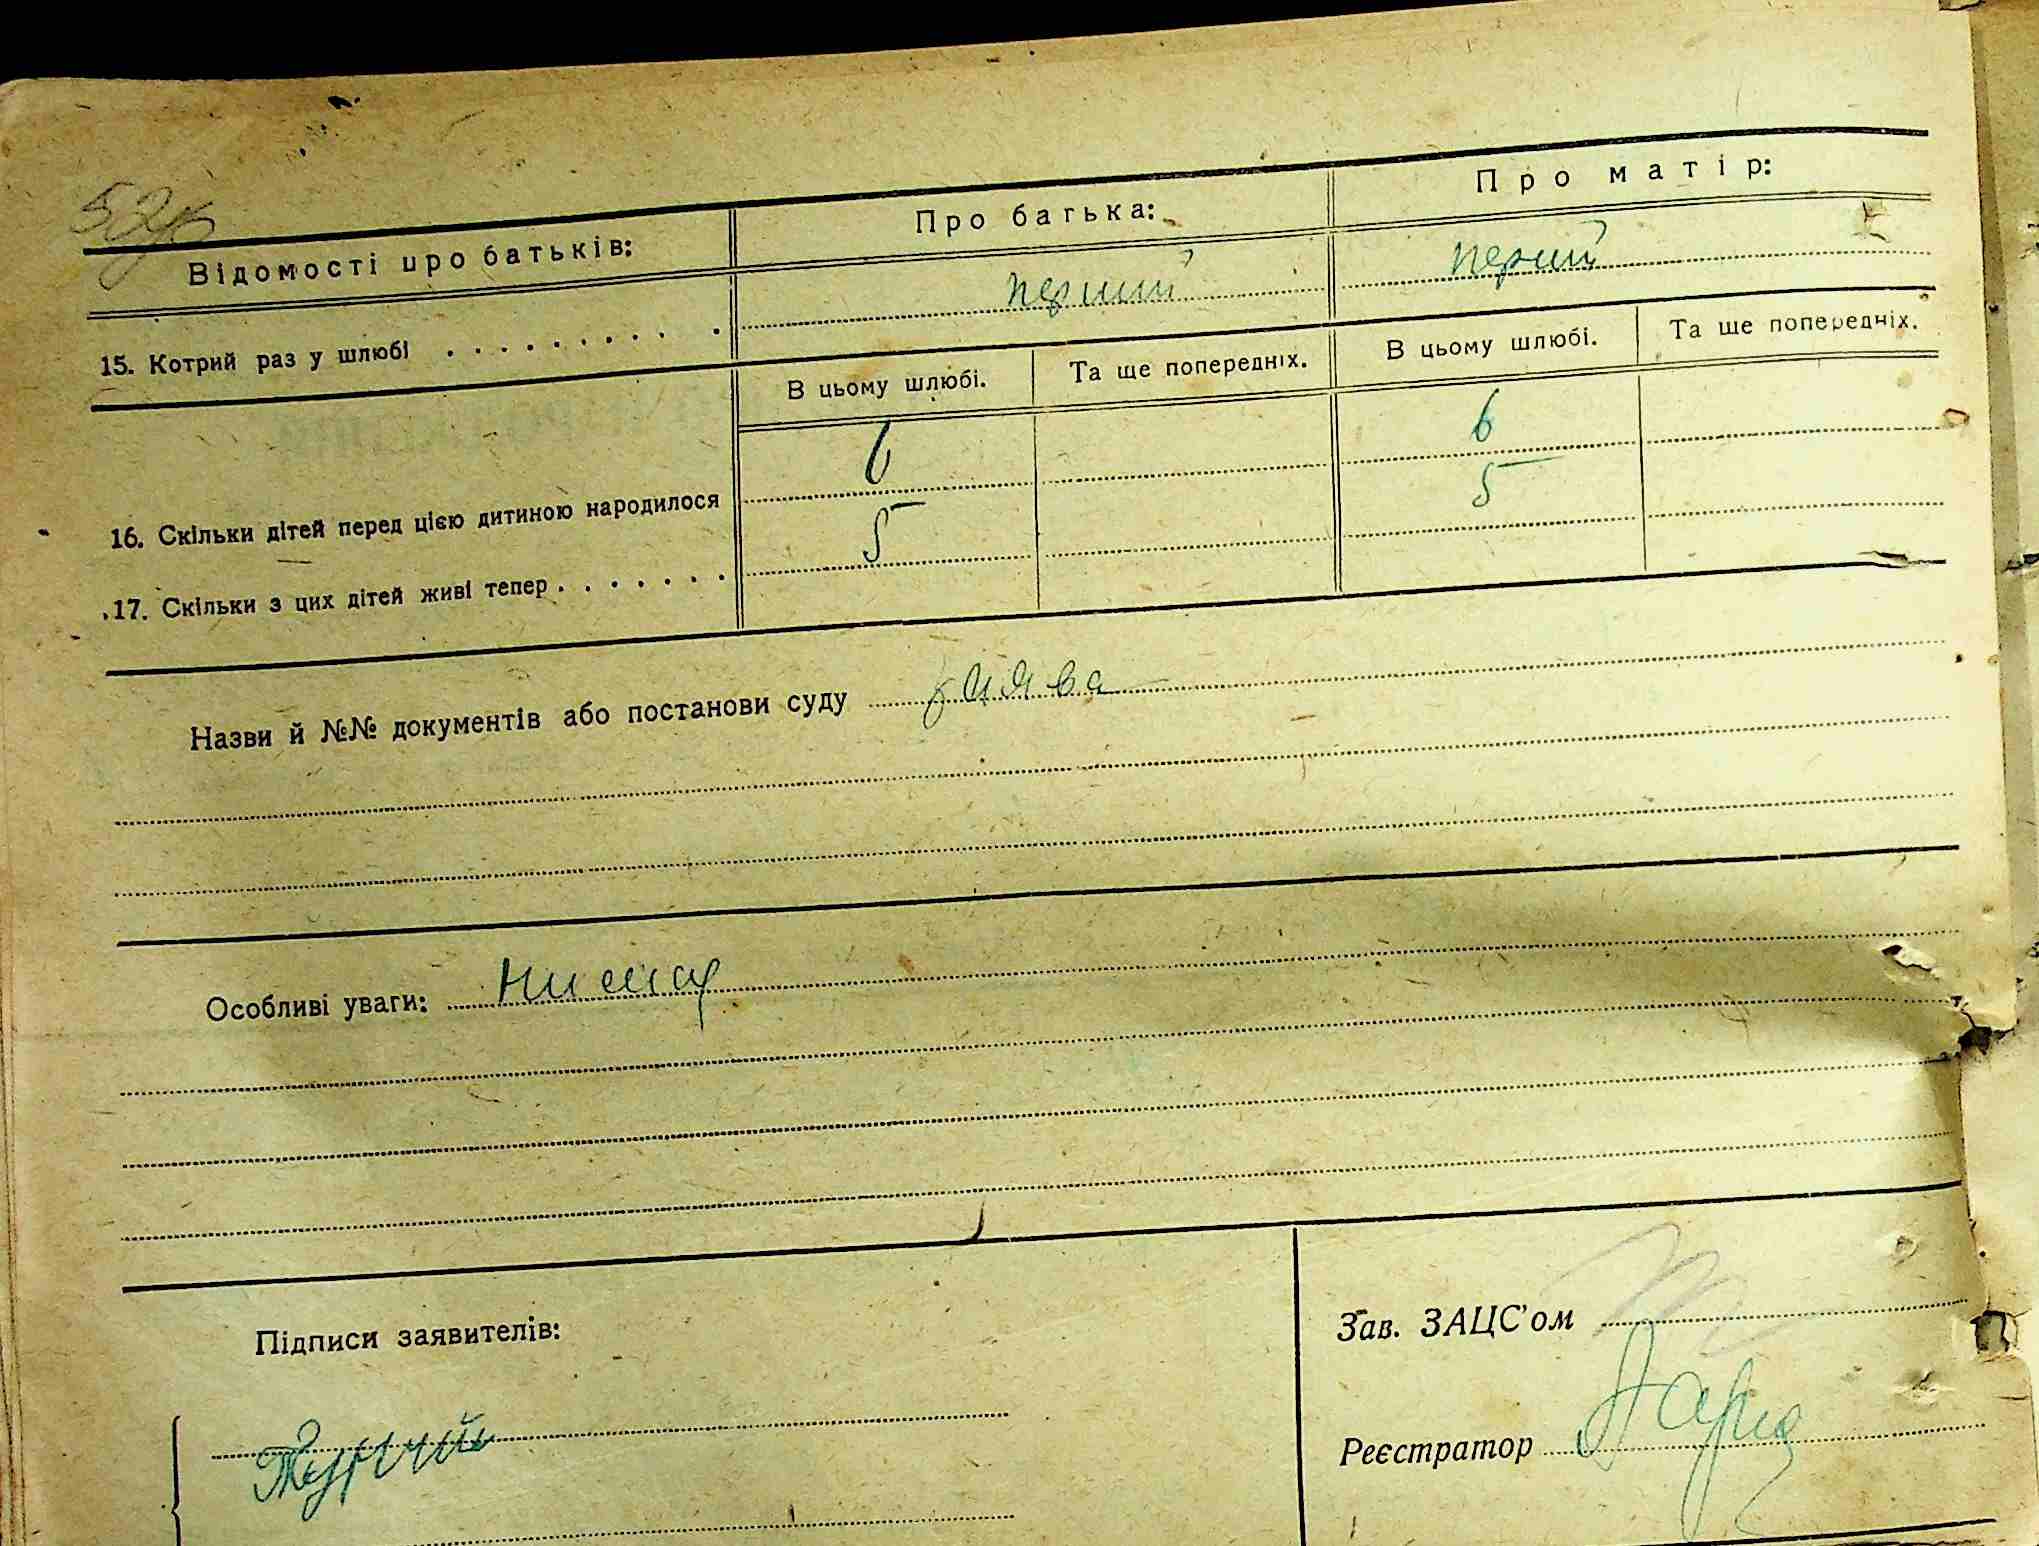 Відомості про батьків:
Про батька:
Про матір:
15. Котрий раз у шлюбі
перший
перший
В цьому шлюбі.
Та ще попередніх.
В цьому шлюбі.
Та ще попередніх.
16. Скільки дітей перед цією дитиною народилося
6
6
17. Скільки з цих дітей живі тепер
5
5
Назви й №№ документів або постанови суду
Особливі уваги: нима
Підписи заявителів:
Зав. ЗАЦС'ом
Реєстратор